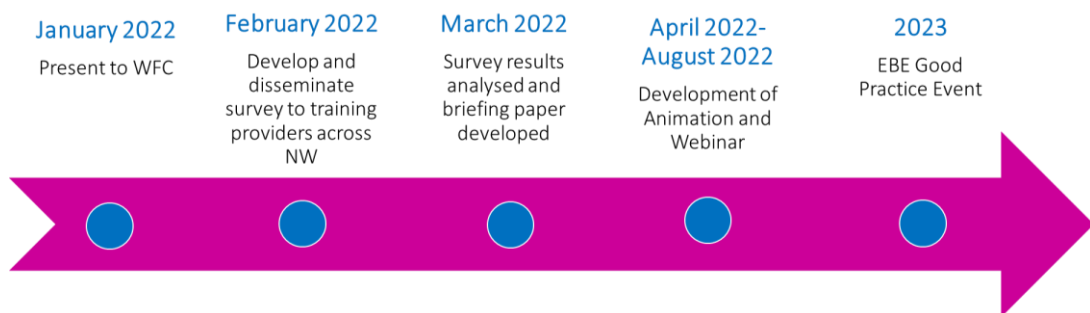 January 2022
Present to WFC
February 2022
Develop and
disseminate
survey to training
providers across
NW
March 2022
Survey results
analysed and
briefing paper
developed
April 2022-
August 2022
Development of
Animation and
Webinar
2023
EBE Good
Practice Event